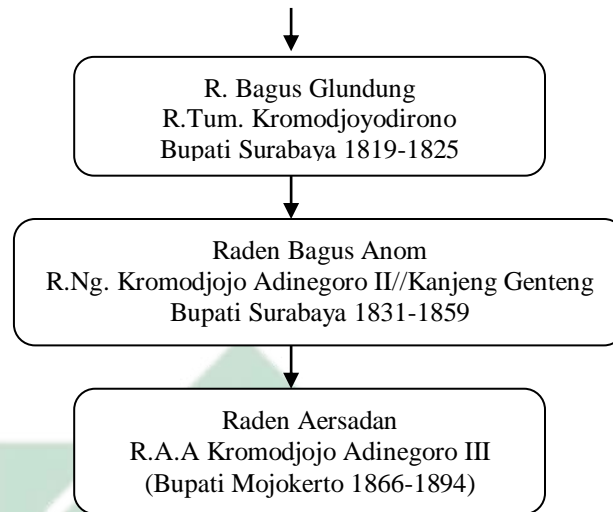 R. Bagus Glundung
R.Tum. Kromodjoyodirono
Bupati Surabaya 1819-1825
Raden Bagus Anom
R.Ng. Kromodjojo Adinegoro II//Kanjeng Genteng
Bupati Surabaya 1831-1859
Raden Aersadan
R.A.A Kromodjojo Adinegoro III
(Bupati Mojokerto 1866-1894)